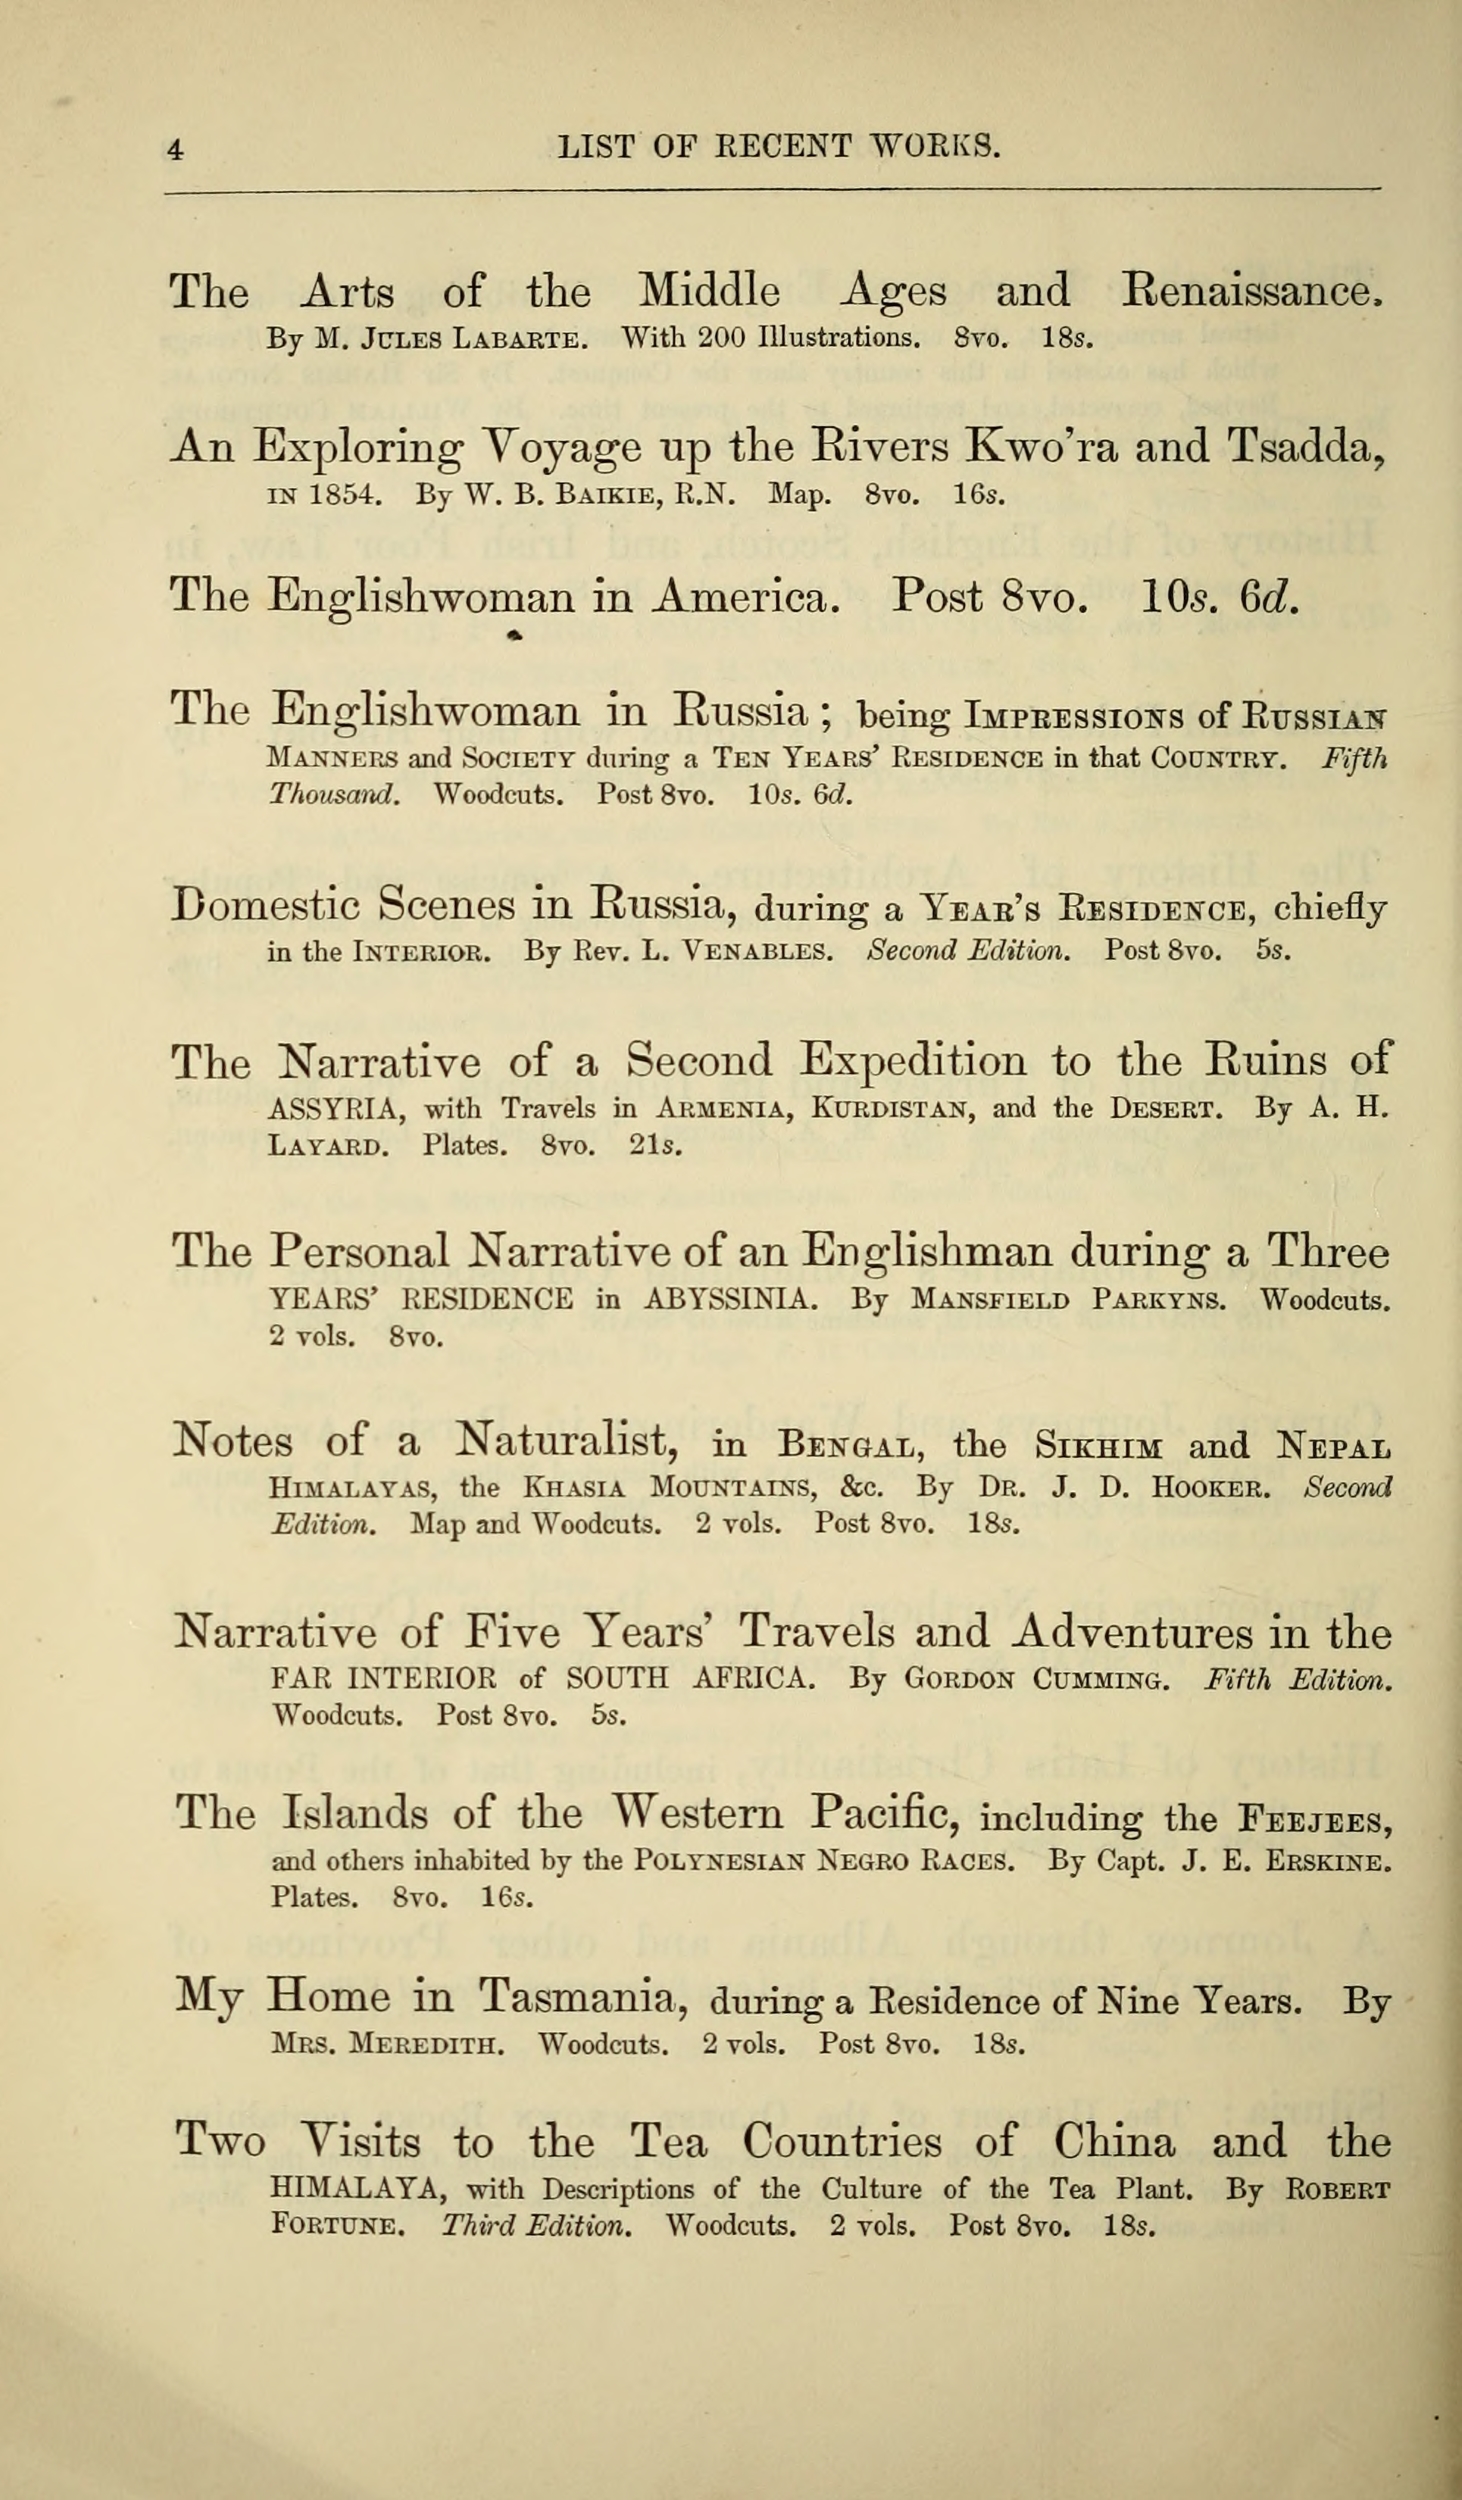 4 LIST OF RECENT WORKS.
The Arts of the Middle Ages and Renaissance.
By M. JULES LABARTE. With 200 Illustrations. 8vo. 18s.
An Exploring Voyage up the Rivers Kwo'ra and Tsadda,
IN 1854. By W. B. BAIKIE, R.N. Map. 8vo. 16s.
The Englishwoman in America. Post 8vo. 10s. 6d.
The Englishwoman in Russia; being IMPRESSIONS of RUSSIAN
MANNERS and SOCIETY during a TEN YEARS' RESIDENCE in that COUNTRY. Fifth
Thousand. Woodcuts. Post 8vo. 10s. 6d.
Domestic Scenes in Russia, during a YEAR'S RESIDENCE, chiefly
in the INTERIOR. By Rev. L. VENABLES. Second Edition. Post 8vo. 5s.
The Narrative of a Second Expedition to the Ruins of
ASSYRIA, with Travels in ARMENIA, KURDISTAN, and the DESERT. By A. H.
LAYARD. Plates. 8vo. 21s.
The Personal Narrative of an Englishman during a Three
YEARS' RESIDENCE in ABYSSINIA. By MANSFIELD PARKYNS. Woodcuts.
2 vols. 8vo.
Notes of a Naturalist, in BENGAL, the SIKHIM and NEPAL
HIMALAYAS, the KHASIA MOUNTAINS, &c. By DR. J. D. HOOKER. Second
Edition. Map and Woodcuts. 2 vols. Post 8vo. 18s.
Narrative of Five Years' Travels and Adventures in the
FAR INTERIOR of SOUTH AFRICA. By GORDON CUMMING. Fifth Edition.
Woodcuts. Post 8vo. 5s.
The Islands of the Western Pacific, including the FEEJEES,
and others inhabited by the POLYNESIAN NEGRO RACES. By Capt. J. E. ERSKINE.
Plates. 8vo. 16s.
My Home in Tasmania, during a Residence of Nine Years. By
MRS. MEREDITH. Woodcuts. 2 vols. Post 8vo. 18s.
Two Visits to the Tea Countries of China and the
HIMALAYA, with Descriptions of the Culture of the Tea Plant. By ROBERT
FORTUNE. Third Edition. Woodcuts. 2 vols. Post 8vo. 18s.